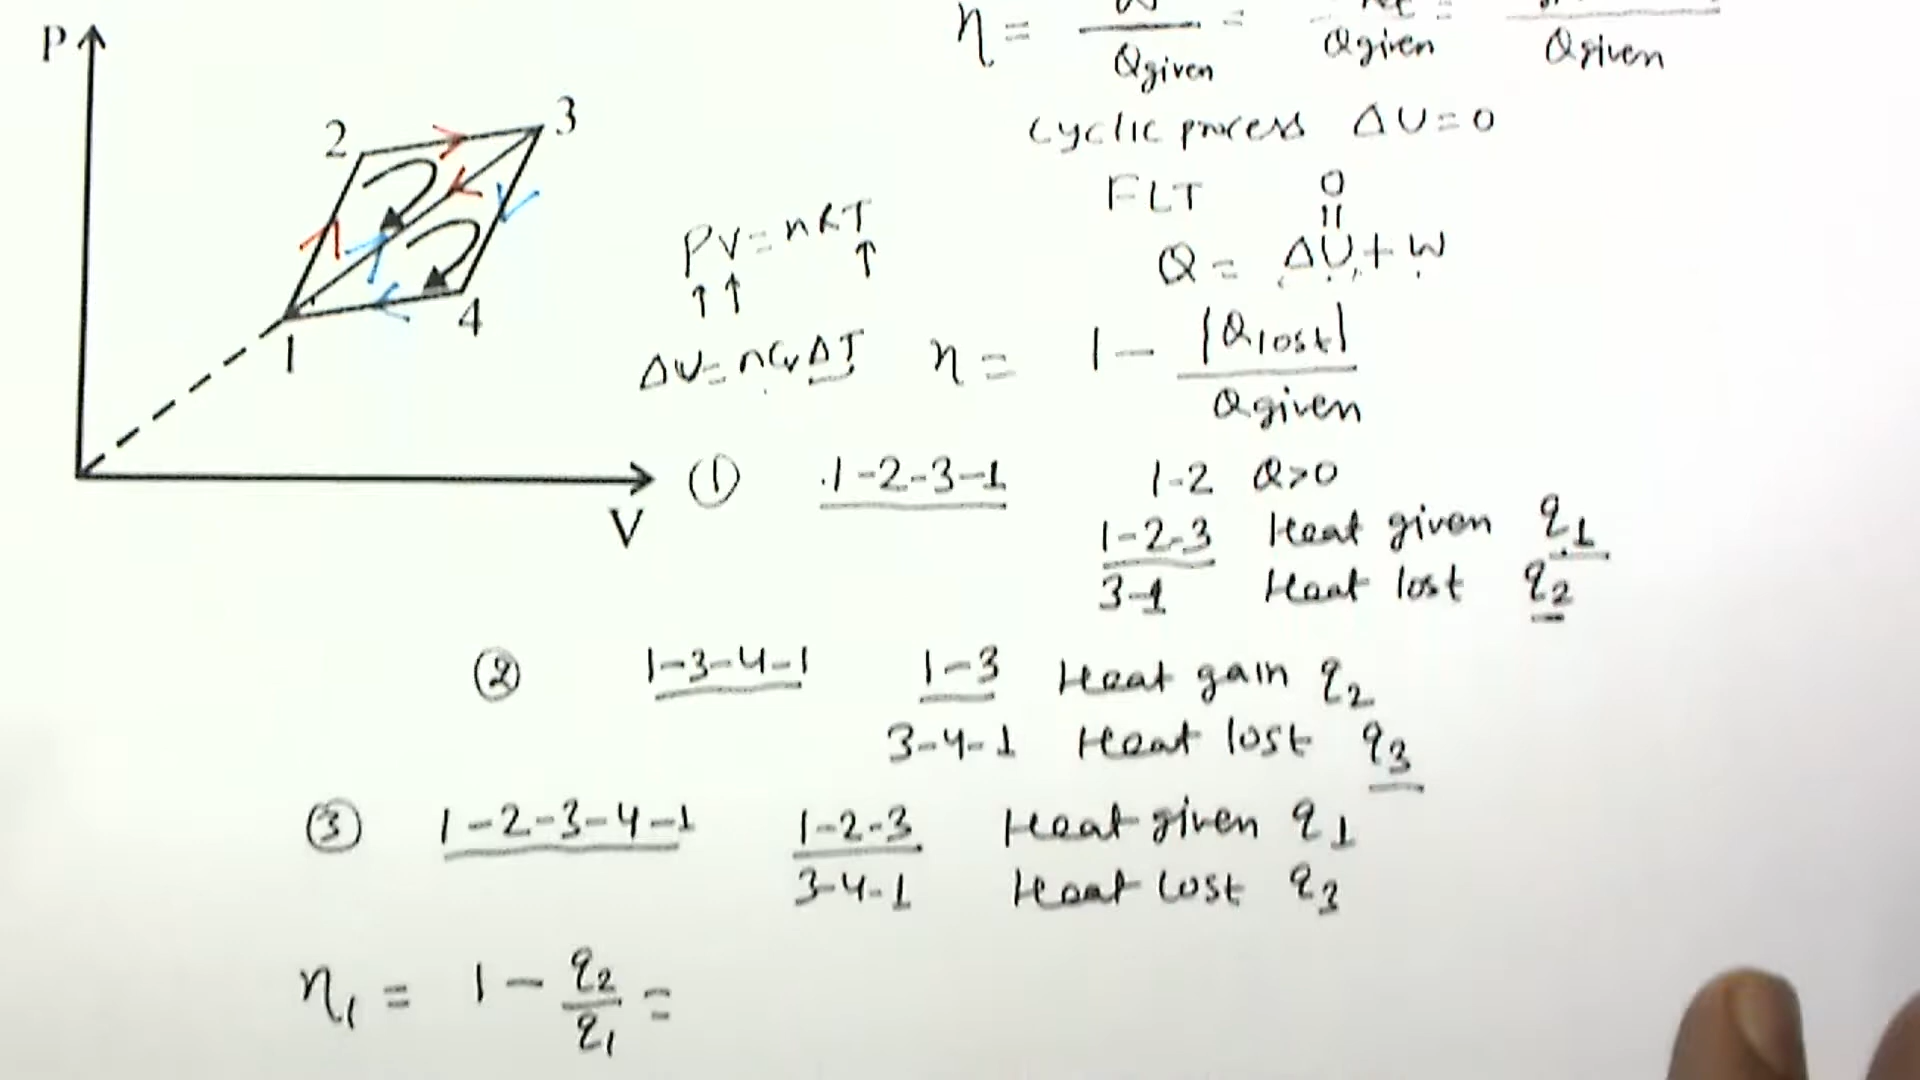 P
2
3
1
4
V
η = / Qgiven = / Qgiven = / Qgiven
cyclic process ΔU=0
FLT 0
Q = ΔU+W
PV=nRT
↑↑ ↑
ΔU=nCvΔT
η = 1 - |Qlost| / Qgiven
① 1-2-3-1 1-2 Q>0
1-2-3 Heat given q1
3-1 Heat lost q2
② 1-3-4-1 1-3 Heat gain q2
3-4-1 Heat lost q3
③ 1-2-3-4-1 1-2-3 Heat given q1
3-4-1 Heat lost q3
η1 = 1 - q2/q1 =